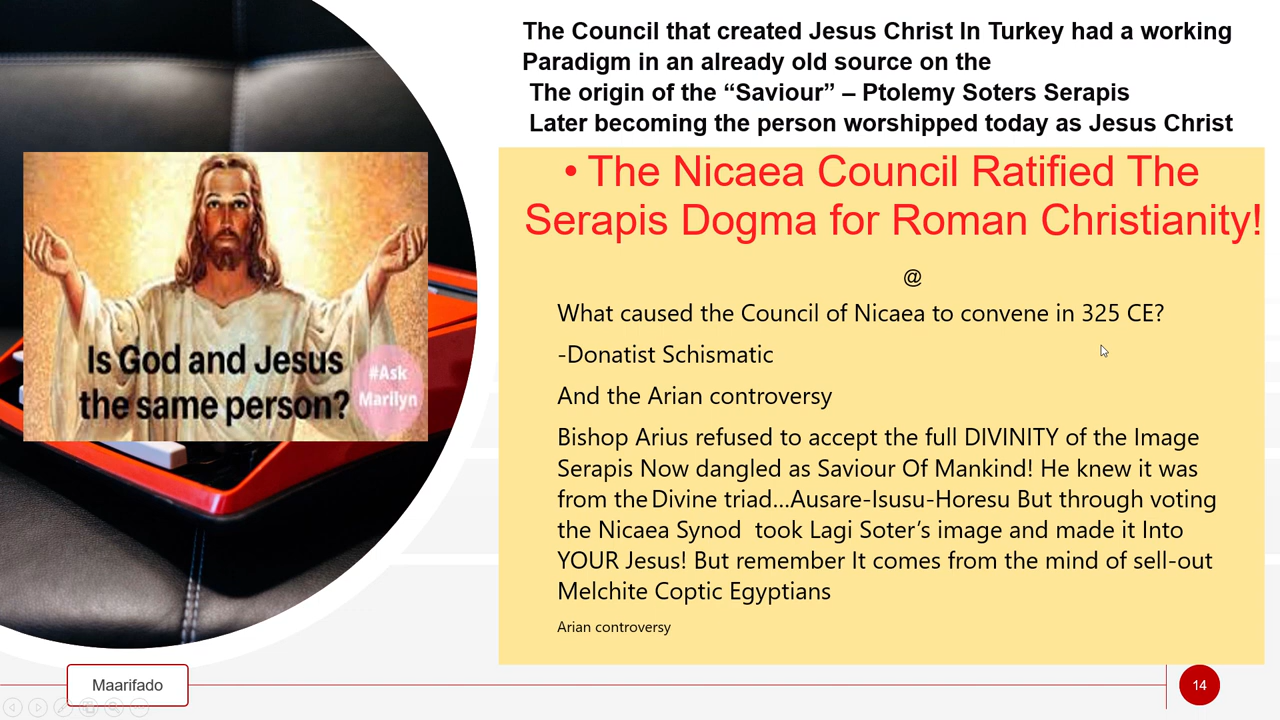 The Council that created Jesus Christ In Turkey had a working
Paradigm in an already old source on the
The origin of the “Saviour” – Ptolemy Soters Serapis
Later becoming the person worshipped today as Jesus Christ
• The Nicaea Council Ratified The
Serapis Dogma for Roman Christianity!
@
What caused the Council of Nicaea to convene in 325 CE?
-Donatist Schismatic
And the Arian controversy
Bishop Arius refused to accept the full DIVINITY of the Image
Serapis Now dangled as Saviour Of Mankind! He knew it was
from the Divine triad...Ausare-Isusu-Horesu But through voting
the Nicaea Synod took Lagi Soter’s image and made it Into
YOUR Jesus! But remember It comes from the mind of sell-out
Melchite Coptic Egyptians
Arian controversy
Is God and Jesus
the same person?
#Ask
Marilyn
Maarifado
14